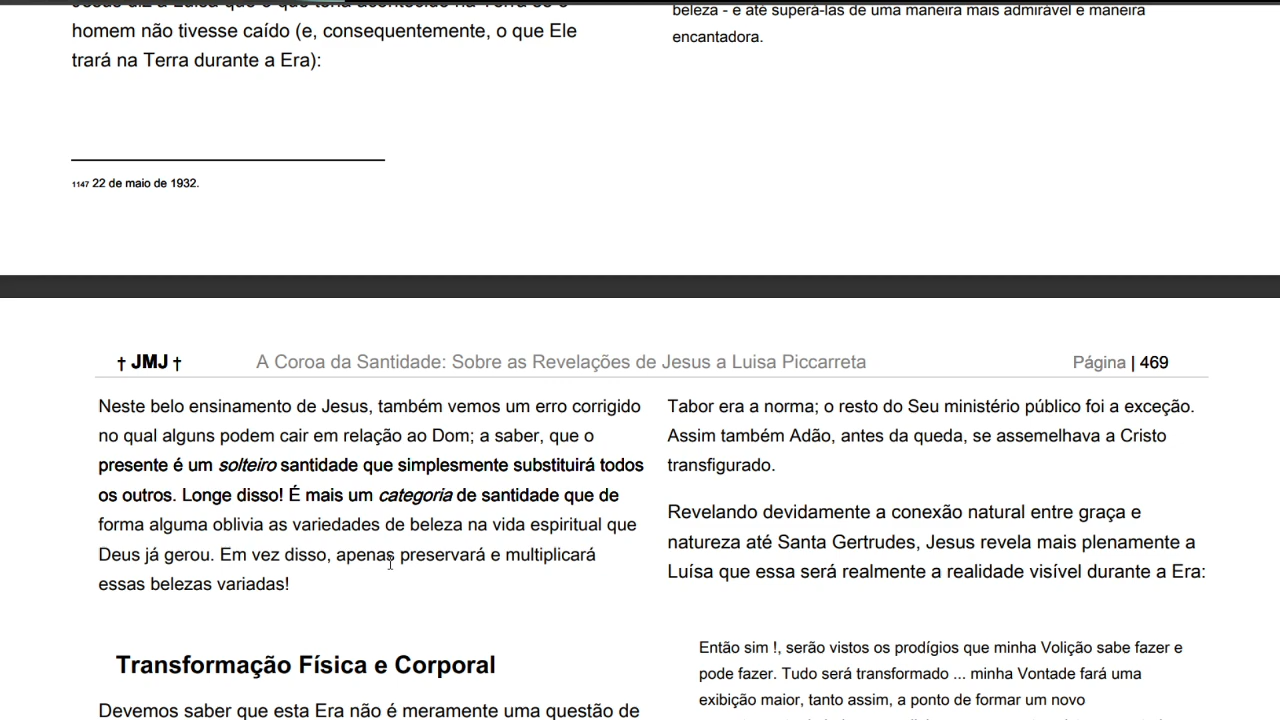 Jesus diz a Luisa que o que teria acontecido na Terra se o
homem não tivesse caído (e, consequentemente, o que Ele
trará na Terra durante a Era):
1147 22 de maio de 1932.
beleza - e até superá-las de uma maneira mais admirável e maneira
encantadora.
† JMJ † A Coroa da Santidade: Sobre as Revelações de Jesus a Luisa Piccarreta Página | 469
Neste belo ensinamento de Jesus, também vemos um erro corrigido
no qual alguns podem cair em relação ao Dom; a saber, que o
presente é um solteiro santidade que simplesmente substituirá todos
os outros. Longe disso! É mais um categoria de santidade que de
forma alguma oblivia as variedades de beleza na vida espiritual que
Deus já gerou. Em vez disso, apenas preservará e multiplicará
essas belezas variadas!
Transformação Física e Corporal
Devemos saber que esta Era não é meramente uma questão de
Tabor era a norma; o resto do Seu ministério público foi a exceção.
Assim também Adão, antes da queda, se assemelhava a Cristo
transfigurado.
Revelando devidamente a conexão natural entre graça e
natureza até Santa Gertrudes, Jesus revela mais plenamente a
Luísa que essa será realmente a realidade visível durante a Era:
Então sim !, serão vistos os prodígios que minha Volição sabe fazer e
pode fazer. Tudo será transformado ... minha Vontade fará uma
exibição maior, tanto assim, a ponto de formar um novo